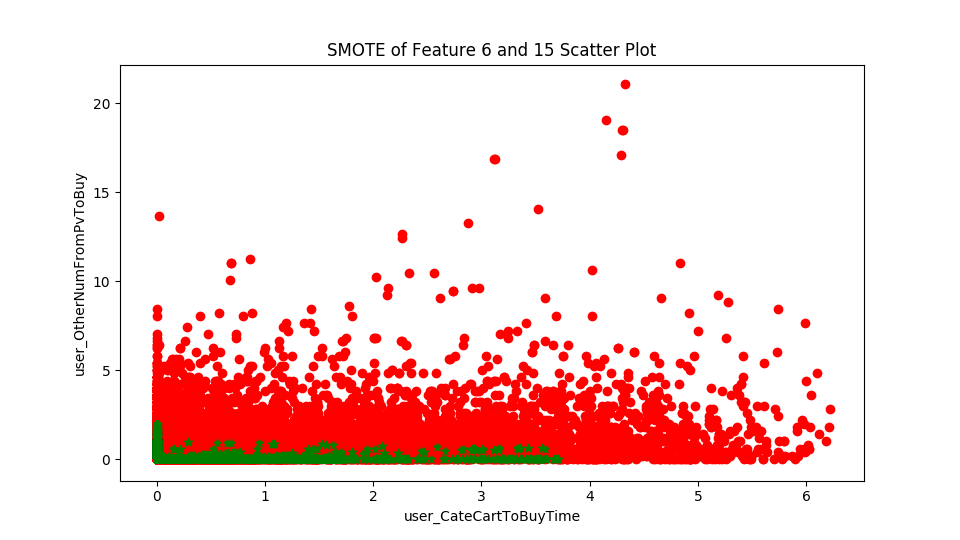 SMOTE of Feature 6 and 15 Scatter Plot
20
15
10
5
0
user_OtherNumFromPvToBuy
0 1 2 3 4 5 6
user_CateCartToBuyTime